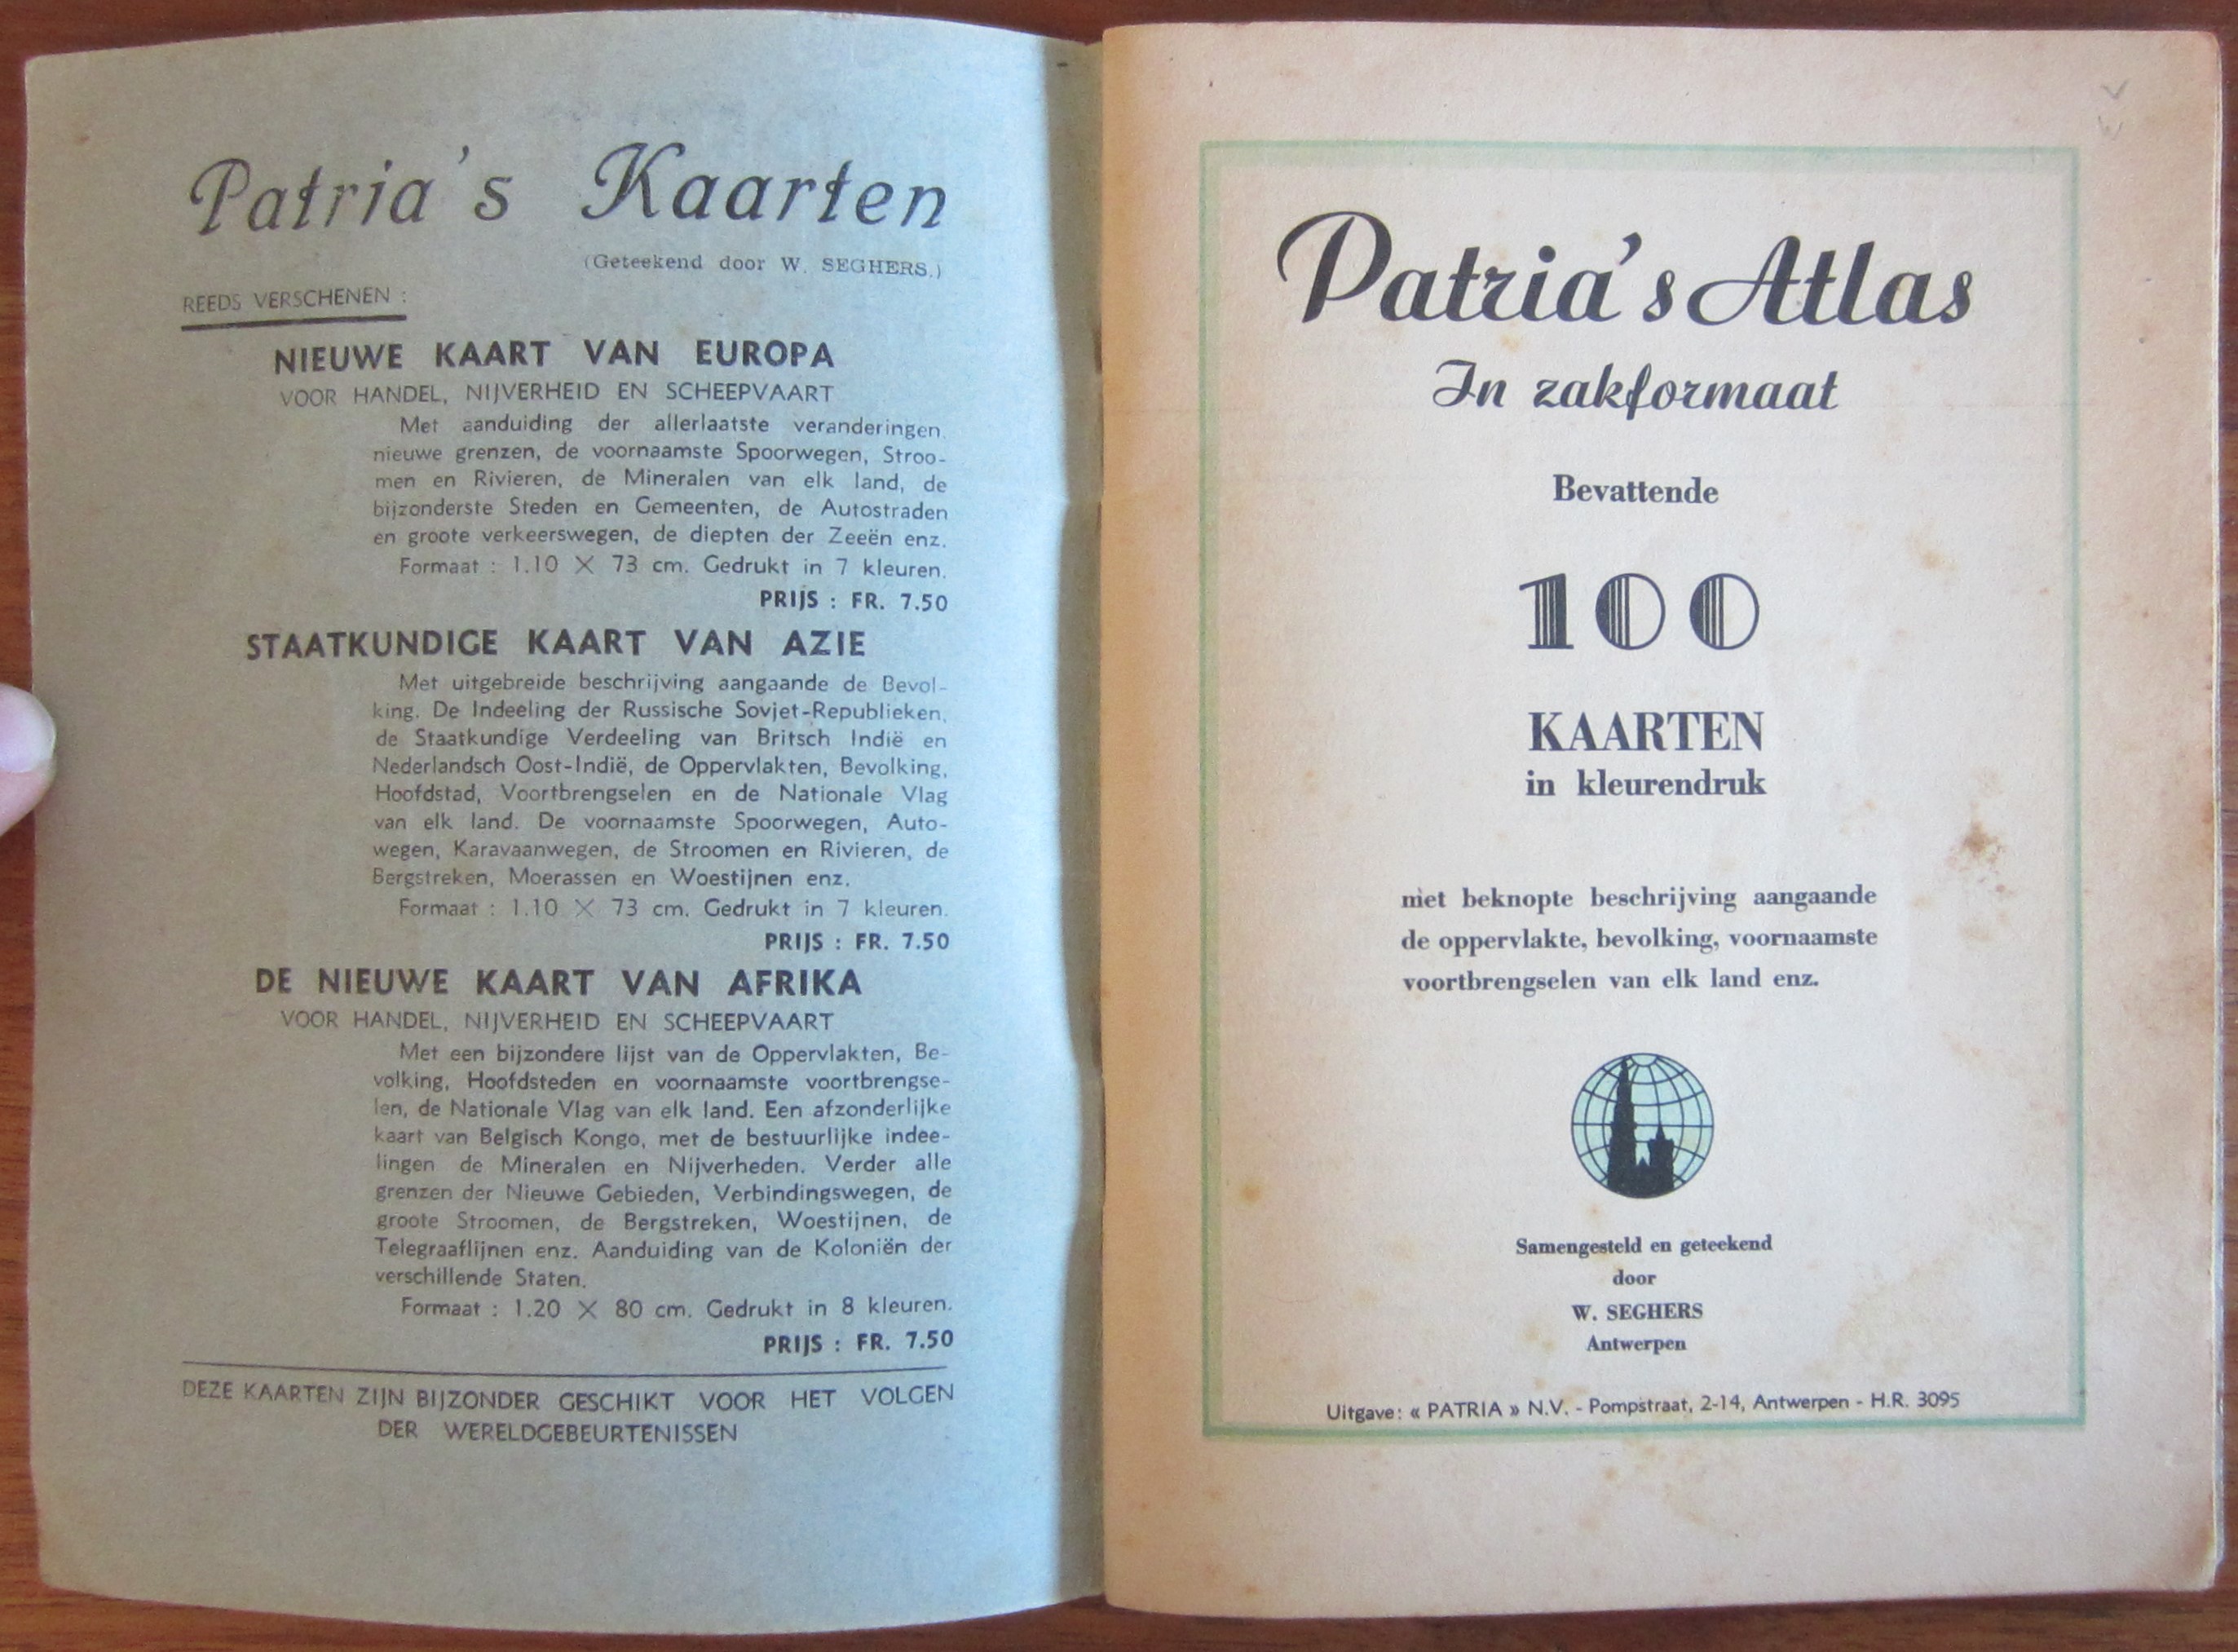 Patria's Kaarten
(Geteekend door W. SEGHERS.)
REEDS VERSCHENEN :
NIEUWE KAART VAN EUROPA
VOOR HANDEL, NIJVERHEID EN SCHEEPVAART
Met aanduiding der allerlaatste veranderingen,
nieuwe grenzen, de voornaamste Spoorwegen, Stroo-
men en Rivieren, de Mineralen van elk land, de
bijzonderste Steden en Gemeenten, de Autostraden
en groote verkeerswegen, de diepten der Zeeën enz.
Formaat : 1.10 × 73 cm. Gedrukt in 7 kleuren.
PRIJS : FR. 7.50
STAATKUNDIGE KAART VAN AZIE
Met uitgebreide beschrijving aangaande de Bevol-
king. De Indeeling der Russische Sovjet-Republieken,
de Staatkundige Verdeeling van Britsch Indië en
Nederlandsch Oost-Indië, de Oppervlakten, Bevolking,
Hoofdstad, Voortbrengselen en de Nationale Vlag
van elk land. De voornaamste Spoorwegen, Auto-
wegen, Karavaanwegen, de Stroomen en Rivieren, de
Bergstreken, Moerassen en Woestijnen enz.
Formaat : 1.10 × 73 cm. Gedrukt in 7 kleuren.
PRIJS : FR. 7.50
DE NIEUWE KAART VAN AFRIKA
VOOR HANDEL, NIJVERHEID EN SCHEEPVAART
Met een bijzondere lijst van de Oppervlakten, Be-
volking, Hoofdsteden en voornaamste voortbrengse-
len, de Nationale Vlag van elk land. Een afzonderlijke
kaart van Belgisch Kongo, met de bestuurlijke indee-
lingen de Mineralen en Nijverheden. Verder alle
grenzen der Nieuwe Gebieden, Verbindingswegen, de
groote Stroomen, de Bergstreken, Woestijnen, de
Telegraaflijnen enz. Aanduiding van de Koloniën der
verschillende Staten.
Formaat : 1.20 × 80 cm. Gedrukt in 8 kleuren.
PRIJS : FR. 7.50
DEZE KAARTEN ZIJN BIJZONDER GESCHIKT VOOR HET VOLGEN
DER WERELDGEBEURTENISSEN
Patria's Atlas
In zakformaat
Bevattende
100
KAARTEN
in kleurendruk
met beknopte beschrijving aangaande
de oppervlakte, bevolking, voornaamste
voortbrengselen van elk land enz.
Samengesteld en geteekend
door
W. SEGHERS
Antwerpen
Uitgave: « PATRIA » N.V. - Pompstraat, 2-14, Antwerpen - H.R. 3095